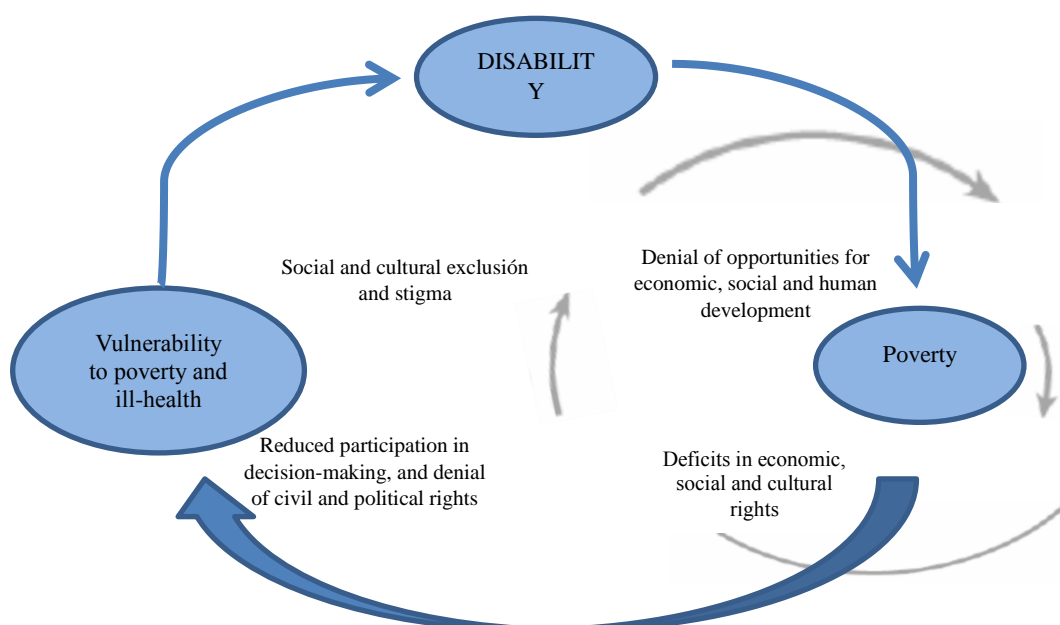 DISABILIT
Y
Social and cultural exclusión
and stigma
Denial of opportunities for
economic, social and human
development
Vulnerability
to poverty and
ill-health
Poverty
Reduced participation in
decision-making, and denial
of civil and political rights
Deficits in economic,
social and cultural
rights